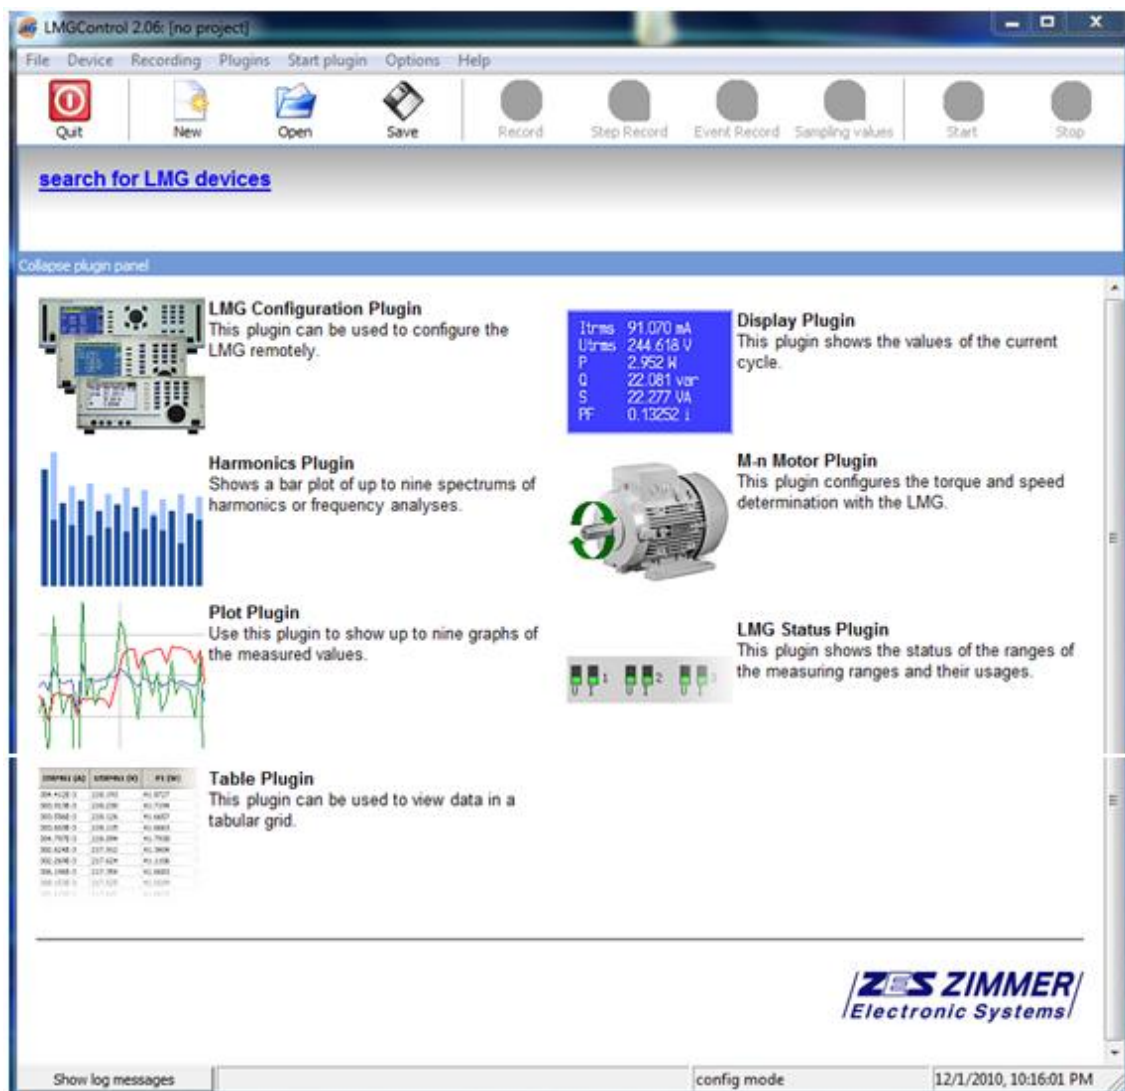 LMGControl 2.06: [no project]
File Device Recording Plugins Start plugin Options Help
Quit New Open Save Record Step Record Event Record Sampling values Start Stop
search for LMG devices
Collapse plugin panel
LMG Configuration Plugin
This plugin can be used to configure the
LMG remotely.
Itrms 91.070 mA
Utrms 244.618 V
P 2.952 W
Q 22.081 var
S 22.277 VA
PF 0.13252 i
Display Plugin
This plugin shows the values of the current
cycle.
Harmonics Plugin
Shows a bar plot of up to nine spectrums of
harmonics or frequency analyses.
M-n Motor Plugin
This plugin configures the torque and speed
determination with the LMG.
Plot Plugin
Use this plugin to show up to nine graphs of
the measured values.
LMG Status Plugin
This plugin shows the status of the ranges of
the measuring ranges and their usages.
1 2 3
U I U I U I
Table Plugin
This plugin can be used to view data in a
tabular grid.
ZES ZIMMER
Electronic Systems
Show log messages config mode 12/1/2010, 10:16:01 PM